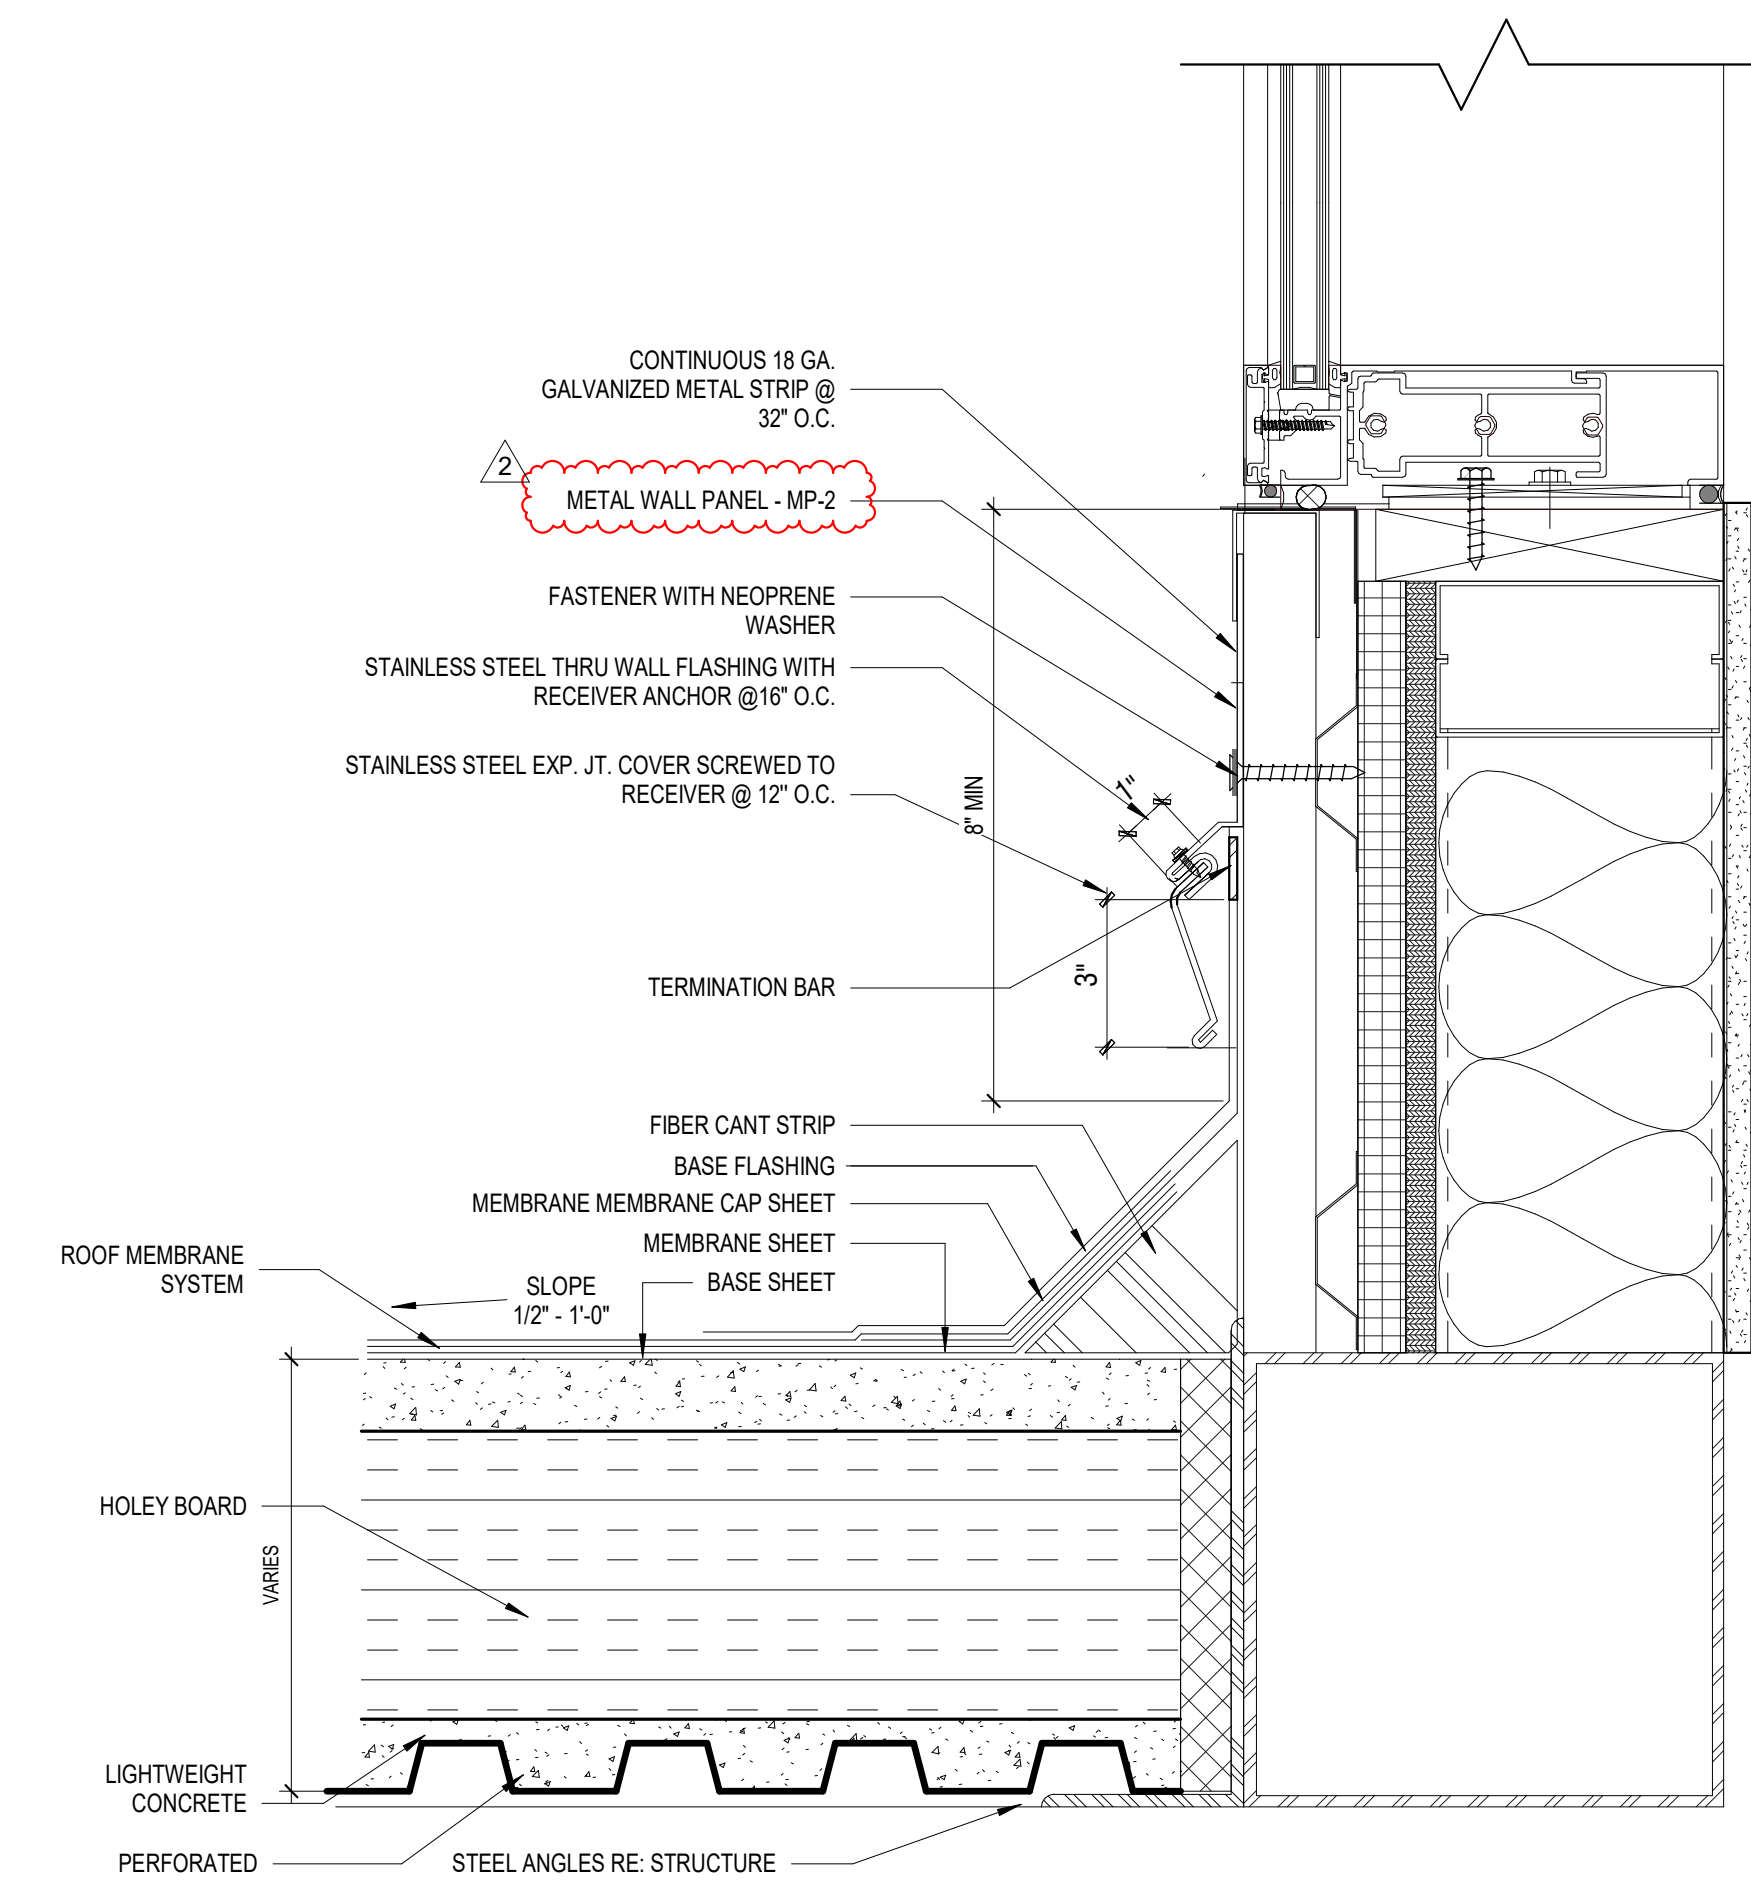 CONTINUOUS 18 GA.
GALVANIZED METAL STRIP @
32" O.C.
2
METAL WALL PANEL - MP-2
FASTENER WITH NEOPRENE
WASHER
STAINLESS STEEL THRU WALL FLASHING WITH
RECEIVER ANCHOR @16" O.C.
STAINLESS STEEL EXP. JT. COVER SCREWED TO
RECEIVER @ 12" O.C.
1"
8" MIN
3"
TERMINATION BAR
FIBER CANT STRIP
BASE FLASHING
MEMBRANE MEMBRANE CAP SHEET
MEMBRANE SHEET
BASE SHEET
ROOF MEMBRANE
SYSTEM
SLOPE
1/2" - 1'-0"
HOLEY BOARD
VARIES
LIGHTWEIGHT
CONCRETE
PERFORATED
STEEL ANGLES RE: STRUCTURE